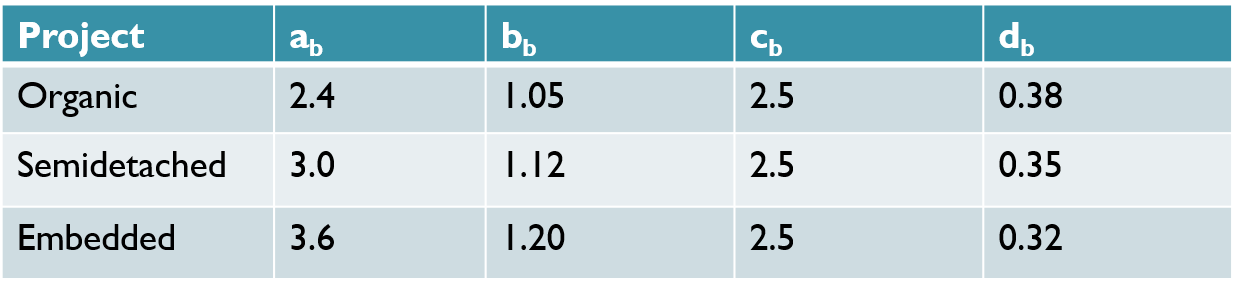 Project a_b b_b c_b d_b
Organic 2.4 1.05 2.5 0.38
Semidetached 3.0 1.12 2.5 0.35
Embedded 3.6 1.20 2.5 0.32